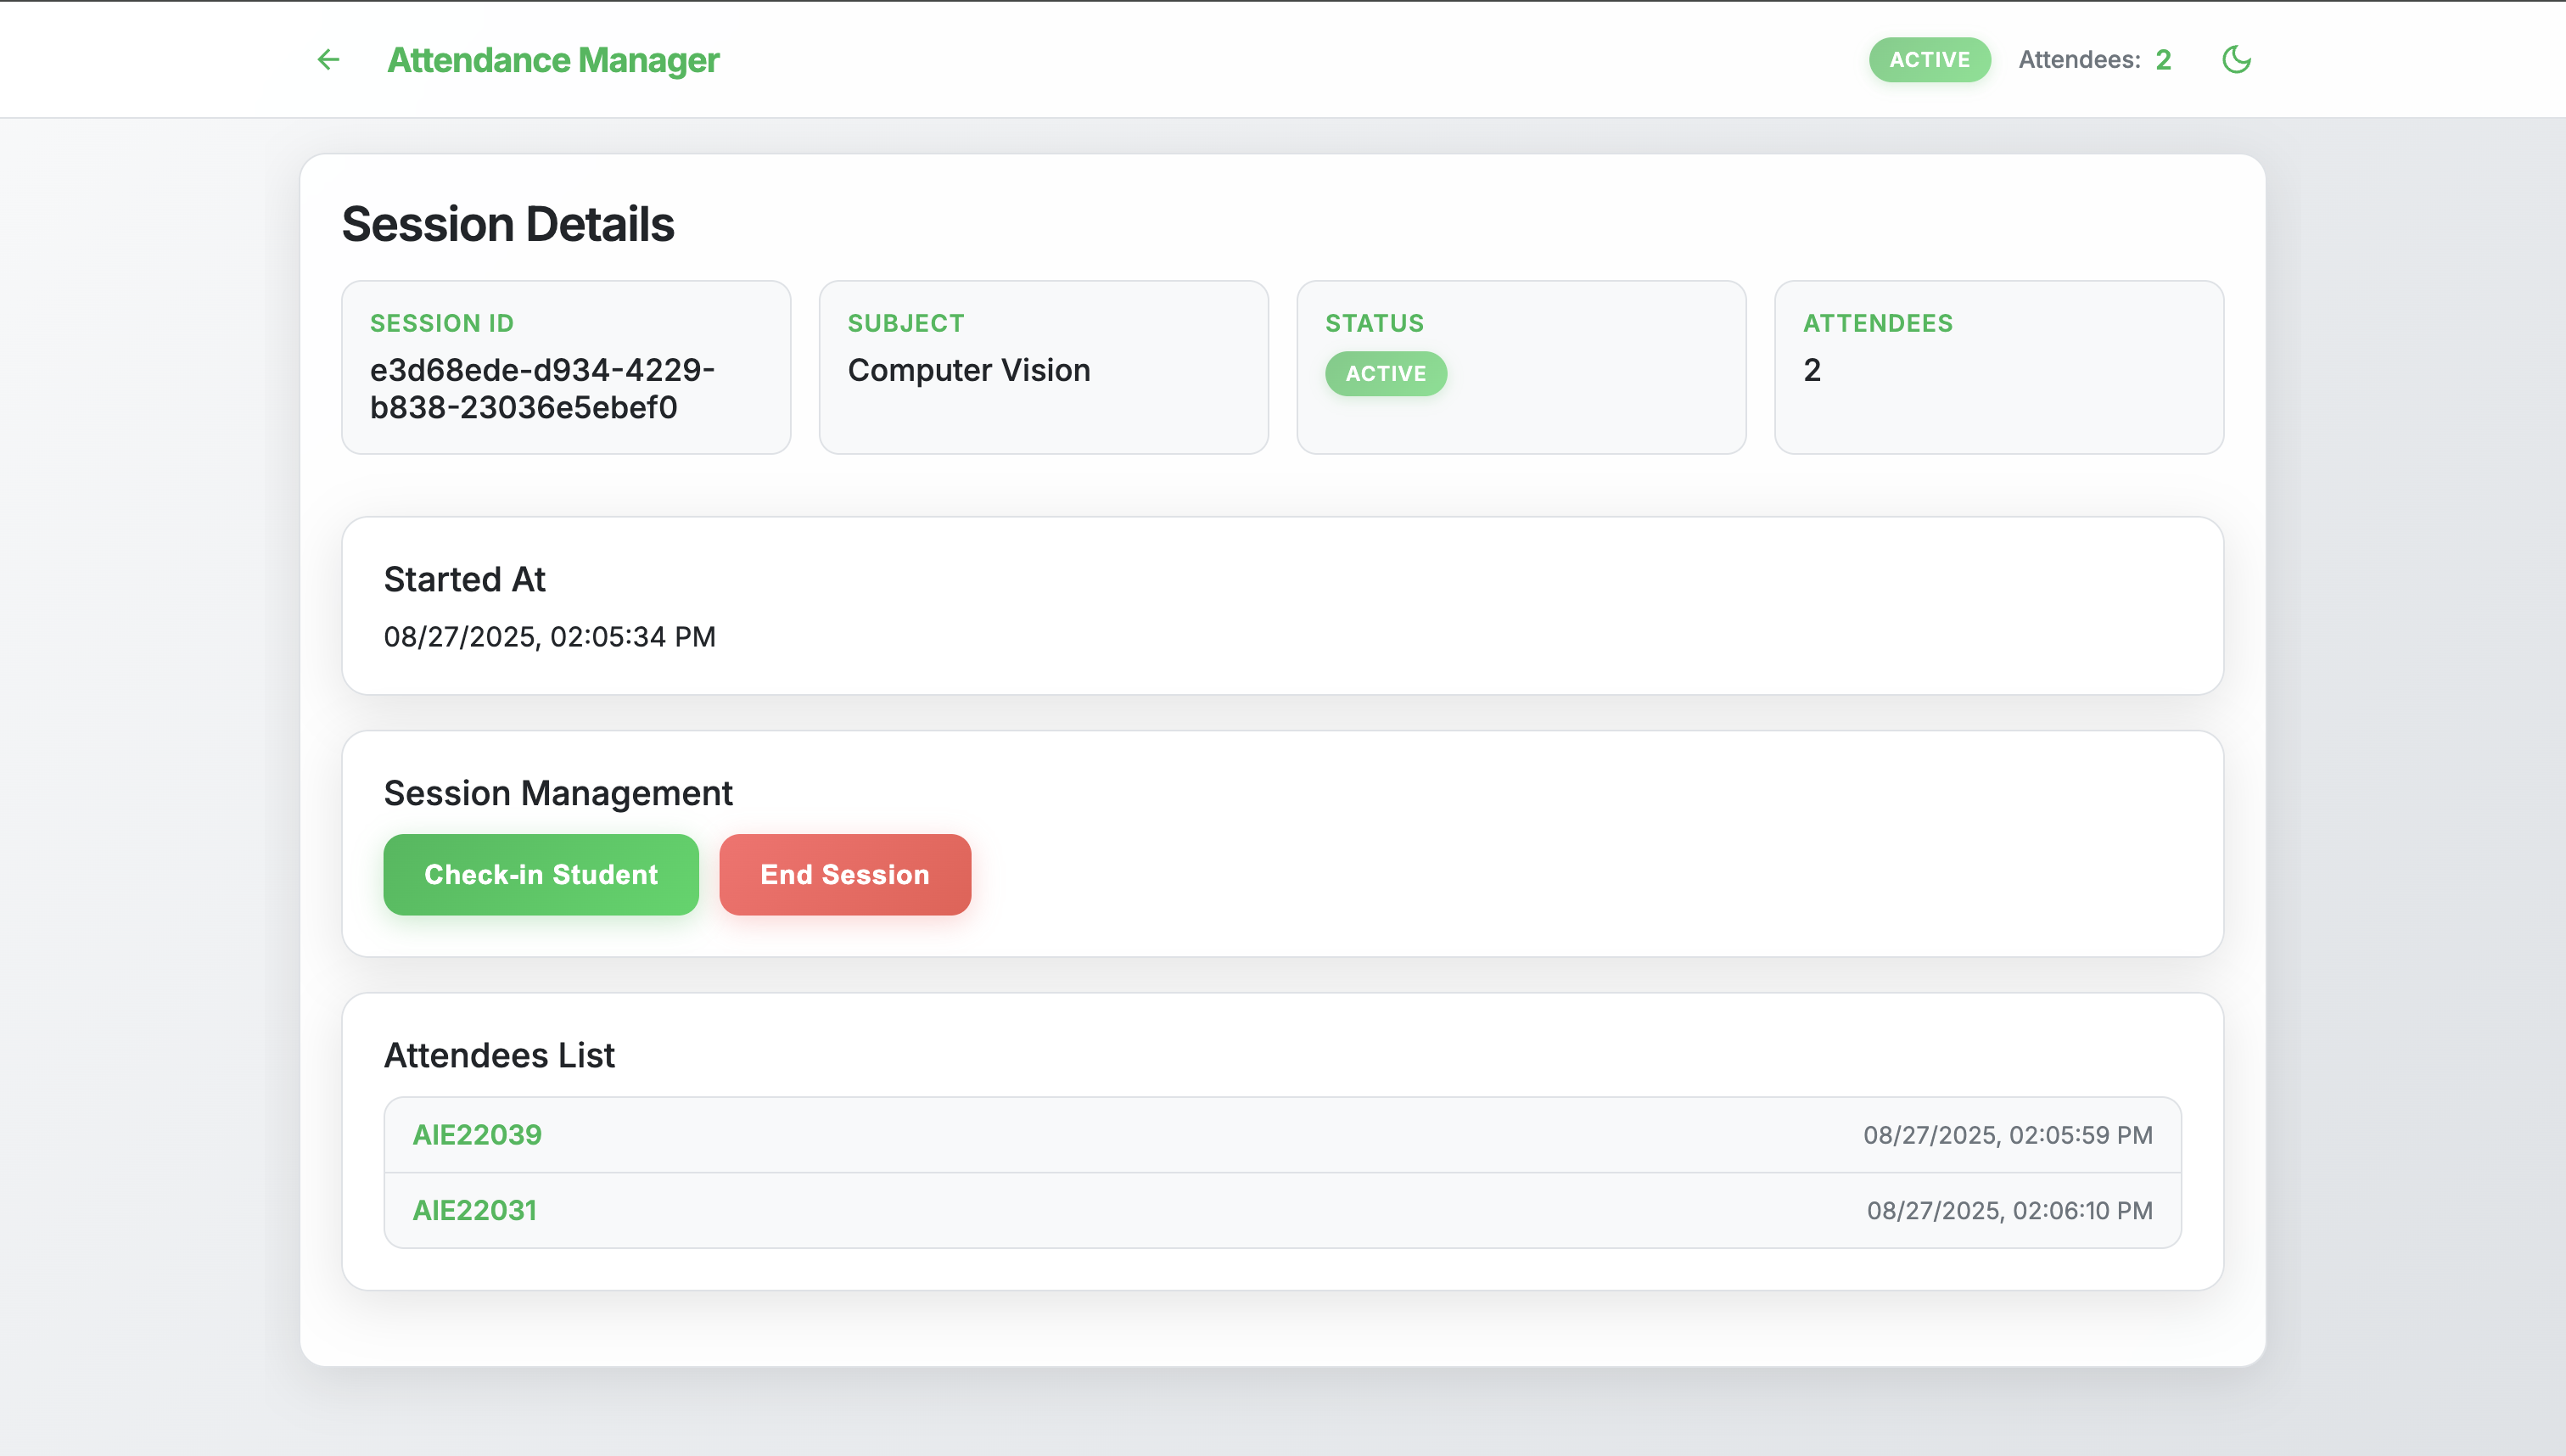 Attendance Manager
ACTIVE
Attendees: 2
Session Details
SESSION ID
e3d68ede-d934-4229-
b838-23036e5ebef0
SUBJECT
Computer Vision
STATUS
ACTIVE
ATTENDEES
2
Started At
08/27/2025, 02:05:34 PM
Session Management
Check-in Student
End Session
Attendees List
AIE22039
08/27/2025, 02:05:59 PM
AIE22031
08/27/2025, 02:06:10 PM